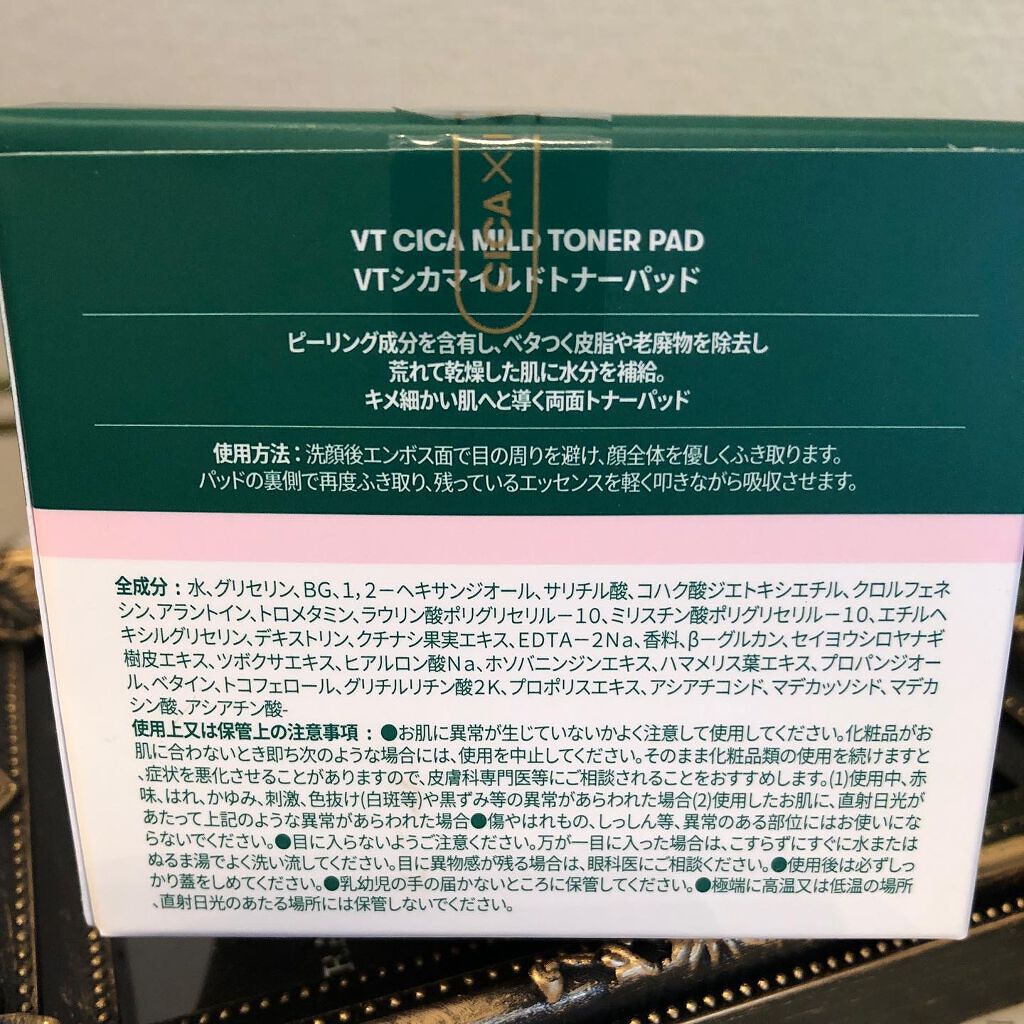 CICA X
VT CICA MILD TONER PAD
VTシカマイルドトナーパッド
ピーリング成分を含有し、ベタつく皮脂や老廃物を除去し
荒れて乾燥した肌に水分を補給。
キメ細かい肌へと導く両面トナーパッド
使用方法：洗顔後エンボス面で目の周りを避け、顔全体を優しくふき取ります。
パッドの裏側で再度ふき取り、残っているエッセンスを軽く叩きながら吸収させます。
全成分：水、グリセリン、BG、1,2－ヘキサンジオール、サリチル酸、コハク酸ジエトキシエチル、クロルフェネ
シン、アラントイン、トロメタミン、ラウリン酸ポリグリセリル－10、ミリスチン酸ポリグリセリル－10、エチルヘ
キシルグリセリン、デキストリン、クチナシ果実エキス、EDTA－2Na、香料、β－グルカン、セイヨウシロヤナギ
樹皮エキス、ツボクサエキス、ヒアルロン酸Na、ホソバニンジンエキス、ハマメリス葉エキス、プロパンジオー
ル、ベタイン、トコフェロール、グリチルリチン酸2K、プロポリスエキス、アシアチコシド、マデカッソシド、マデカ
シン酸、アシアチン酸-
使用上又は保管上の注意事項：●お肌に異常が生じていないかよく注意して使用してください。化粧品がお
肌に合わないとき即ち次のような場合には、使用を中止してください。そのまま化粧品類の使用を続けますと
、症状を悪化させることがありますので、皮膚科専門医等にご相談されることをおすすめします。(1)使用中、赤
味、はれ、かゆみ、刺激、色抜け(白斑等)や黒ずみ等の異常があらわれた場合(2)使用したお肌に、直射日光が
あたって上記のような異常があらわれた場合●傷やはれもの、しっしん等、異常のある部位にはお使いにな
らないでください。●目に入らないようご注意ください。万が一目に入った場合は、こすらずにすぐに水または
ぬるま湯でよく洗い流してください。目に異物感が残る場合は、眼科医にご相談ください。●使用後は必ずしっ
かり蓋をしめてください。●乳幼児の手の届かないところに保管してください。●極端に高温又は低温の場所
、直射日光のあたる場所には保管しないでください。